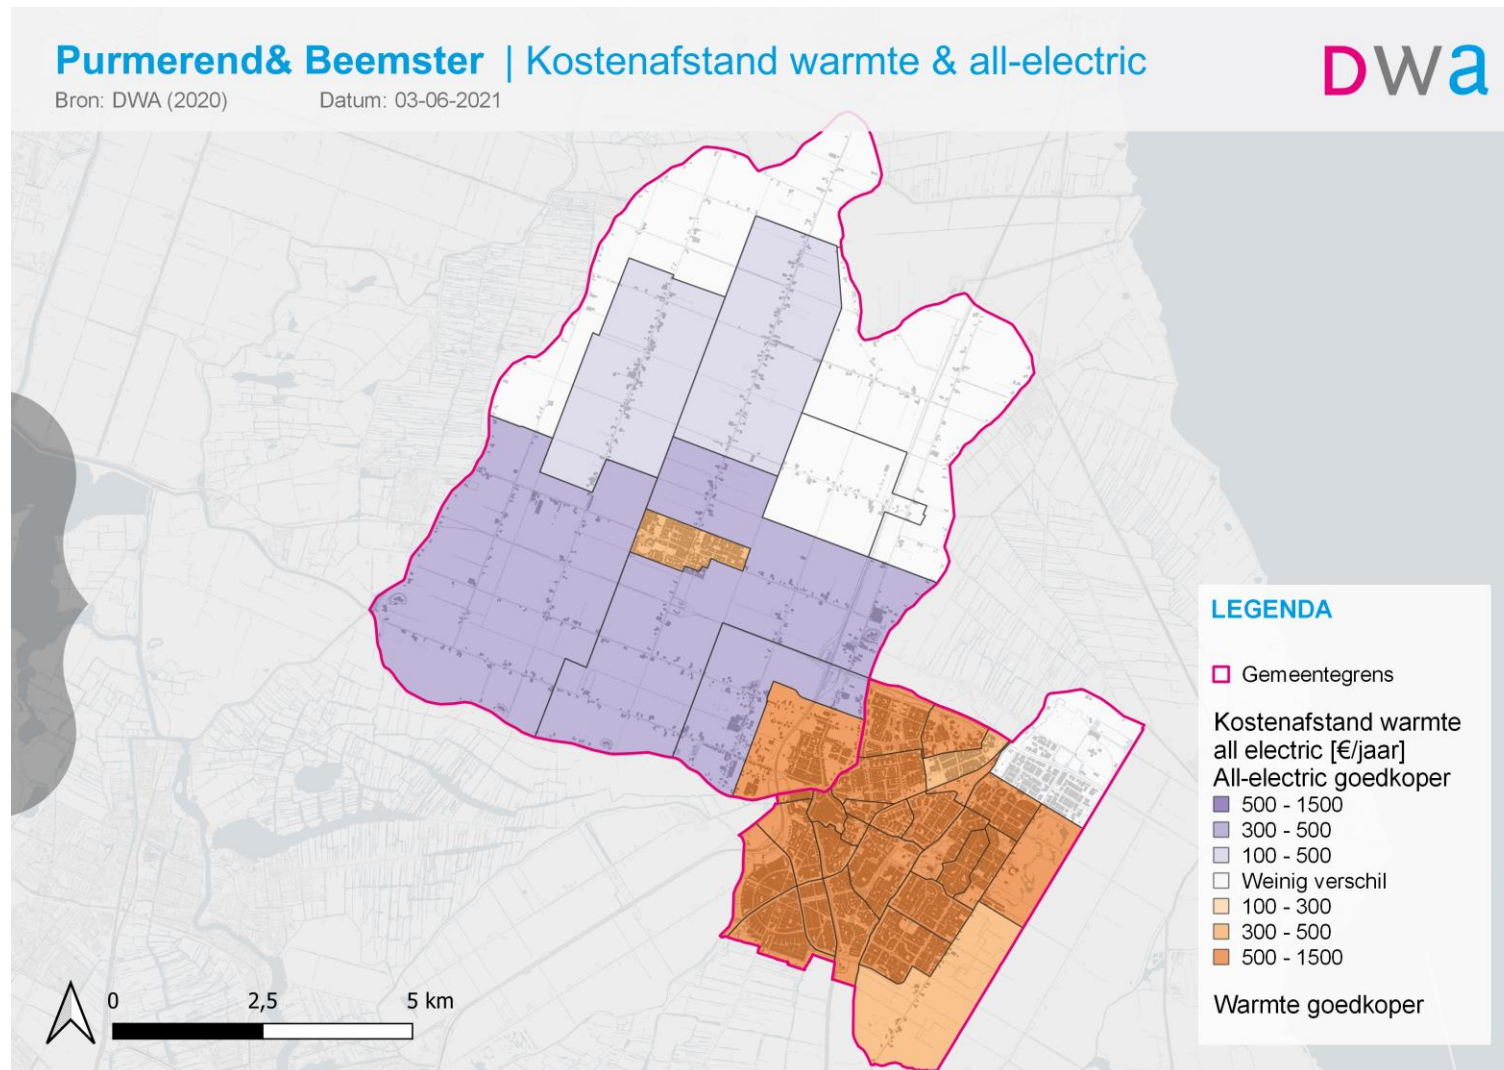 Purmerend& Beemster | Kostenafstand warmte & all-electric
Bron: DWA (2020) Datum: 03-06-2021
DWa
LEGENDA
Gemeentegrens
Kostenafstand warmte
all electric [€/jaar]
All-electric goedkoper
500 - 1500
300 - 500
100 - 500
Weinig verschil
100 - 300
300 - 500
500 - 1500
Warmte goedkoper
0 2,5 5 km